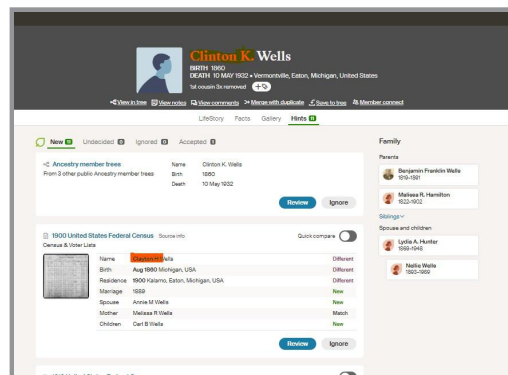 Clinton K. Wells
BIRTH 1860
DEATH 10 MAY 1932 • Vermontville, Eaton, Michigan, United States
1st cousin 3x removed
View in tree View notes View comments Merge with duplicate Save to tree Member connect
LifeStory Facts Gallery Hints
New Undecided Ignored Accepted
Ancestry member trees
From 3 other public Ancestry member trees
Name Clinton K. Wells
Birth 1860
Death 10 May 1932
Review Ignore
1900 United States Federal Census Source info Quick compare
Census & Voter Lists
Name Clayton H Wells Different
Birth Aug 1860 Michigan, USA Different
Residence 1900 Kalamo, Eaton, Michigan, USA Different
Marriage 1889 New
Spouse Annie M Wells New
Mother Melissa R Wells Match
Children Carl B Wells New
Review Ignore
Family
Parents
Benjamin Franklin Wells
1819-1891
Melissa R. Hamilton
1822-1902
Siblings
Spouse and children
Lydia A. Hunter
Nellie Wells